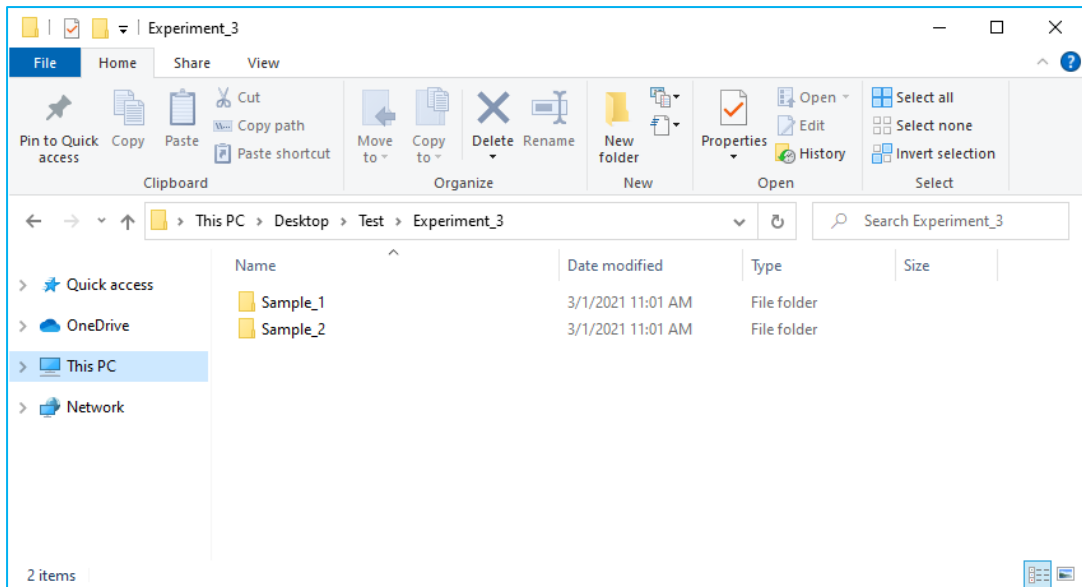 Experiment_3
File Home Share View
Pin to Quick access
Copy
Paste
Cut
Copy path
Paste shortcut
Move to
Copy to
Delete
Rename
New folder
Properties
Open
Edit
History
Select all
Select none
Invert selection
Clipboard Organize New Open Select
This PC Desktop Test Experiment_3 Search Experiment_3
Name Date modified Type Size
Quick access
OneDrive
This PC
Network
Sample_1 3/1/2021 11:01 AM File folder
Sample_2 3/1/2021 11:01 AM File folder
2 items